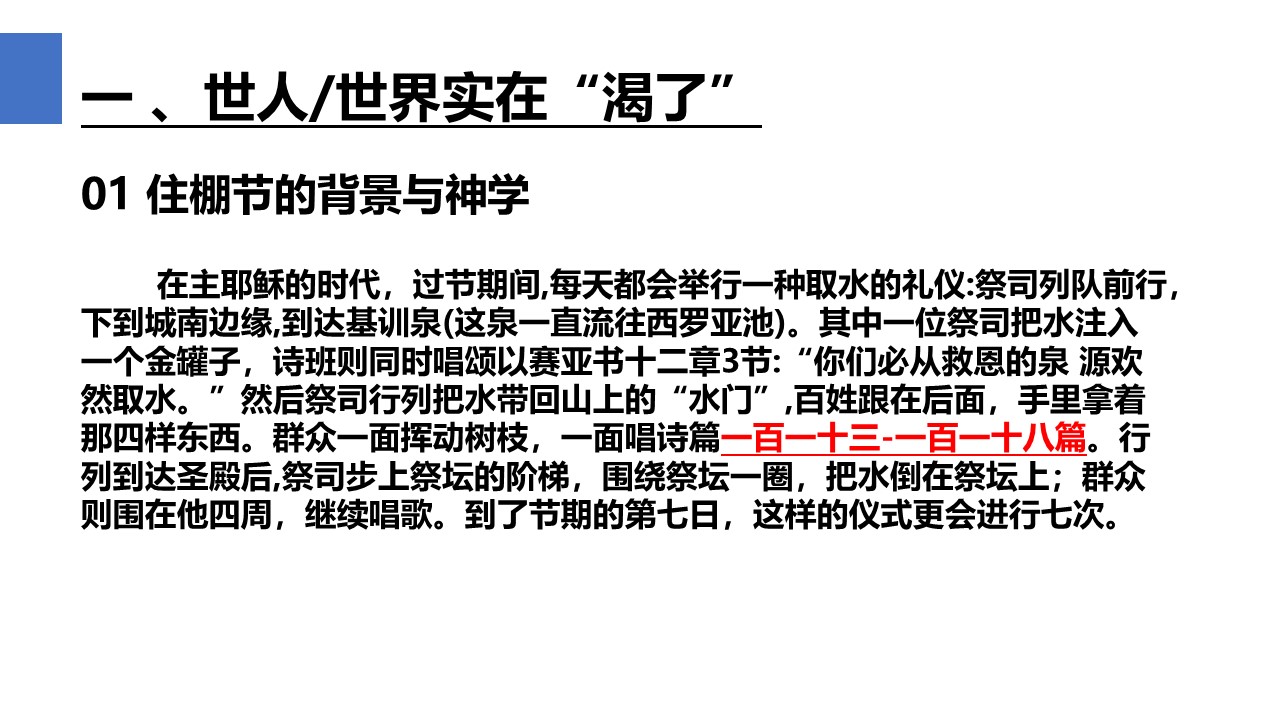 一 、世人/世界实在“渴了”
01 住棚节的背景与神学
在主耶稣的时代，过节期间,每天都会举行一种取水的礼仪:祭司列队前行，
下到城南边缘,到达基训泉(这泉一直流往西罗亚池)。其中一位祭司把水注入
一个金罐子，诗班则同时唱颂以赛亚书十二章3节:“你们必从救恩的泉 源欢
然取水。”然后祭司行列把水带回山上的“水门”,百姓跟在后面，手里拿着
那四样东西。群众一面挥动树枝，一面唱诗篇一百一十三-一百一十八篇。行
列到达圣殿后,祭司步上祭坛的阶梯，围绕祭坛一圈，把水倒在祭坛上；群众
则围在他四周，继续唱歌。到了节期的第七日，这样的仪式更会进行七次。